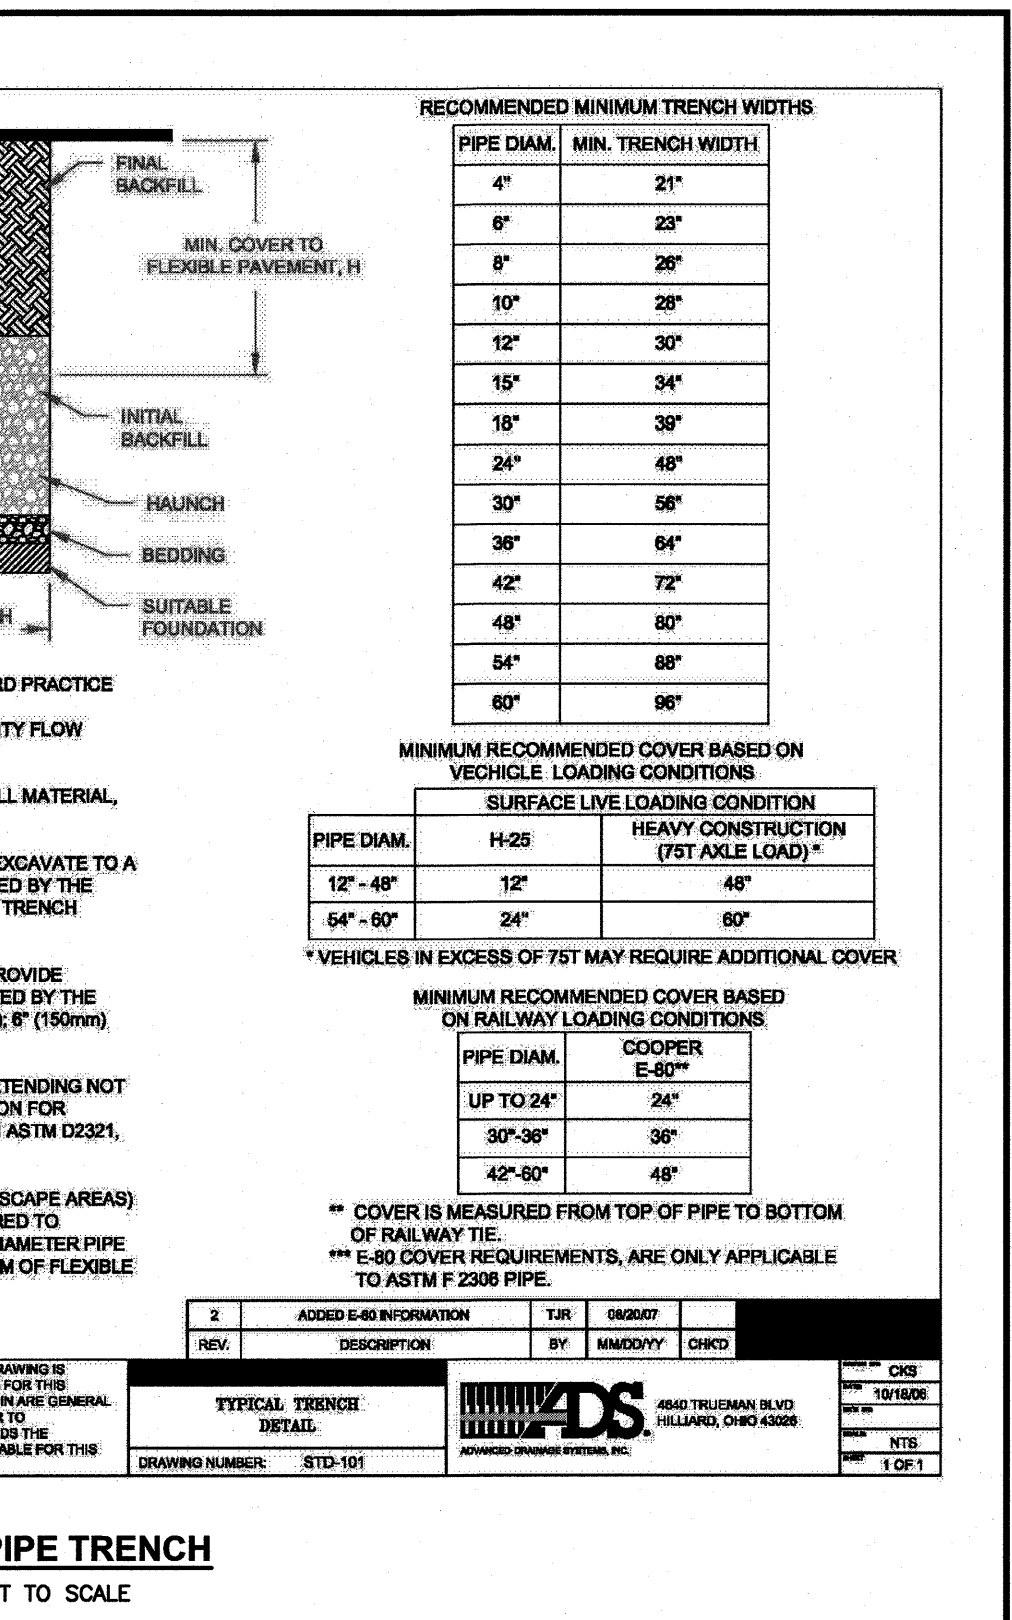 RECOMMENDED MINIMUM TRENCH WIDTHS
PIPE DIAM. MIN. TRENCH WIDTH
4" 21"
6" 23"
8" 26"
10" 28"
12" 30"
15" 34"
18" 39"
24" 48"
30" 56"
36" 64"
42" 72"
48" 80"
54" 88"
60" 96"
FINAL
BACKFILL
MIN. COVER TO
FLEXIBLE PAVEMENT, H
INITIAL
BACKFILL
HAUNCH
BEDDING
SUITABLE
FOUNDATION
H
RD PRACTICE
ITY FLOW
LL MATERIAL,
EXCAVATE TO A
ED BY THE
TRENCH
ROVIDE
ED BY THE
); 6" (150mm)
TENDING NOT
ON FOR
ASTM D2321,
SCAPE AREAS)
RED TO
IAMETER PIPE
M OF FLEXIBLE
MINIMUM RECOMMENDED COVER BASED ON
VECHICLE LOADING CONDITIONS
SURFACE LIVE LOADING CONDITION
PIPE DIAM. H-25 HEAVY CONSTRUCTION
(75T AXLE LOAD) *
12" - 48" 12" 48"
54" - 60" 24" 60"
* VEHICLES IN EXCESS OF 75T MAY REQUIRE ADDITIONAL COVER
MINIMUM RECOMMENDED COVER BASED
ON RAILWAY LOADING CONDITIONS
PIPE DIAM. COOPER
E-80**
UP TO 24" 24"
30"-36" 36"
42"-60" 48"
** COVER IS MEASURED FROM TOP OF PIPE TO BOTTOM
OF RAILWAY TIE.
*** E-80 COVER REQUIREMENTS, ARE ONLY APPLICABLE
TO ASTM F 2306 PIPE.
2 ADDED E-80 INFORMATION TJR 06/20/07
REV. DESCRIPTION BY MM/DD/YY CHK'D
RAWING IS
FOR THIS
IN ARE GENERAL
R TO
DS THE
ABLE FOR THIS
TYPICAL TRENCH
DETAIL
DRAWING NUMBER: STD-101
ADS.
ADVANCED DRAINAGE SYSTEMS, INC.
4640 TRUEMAN BLVD
HILLIARD, OHIO 43026
CKS
10/18/06
NTS
1 OF 1
PIPE TRENCH
T TO SCALE